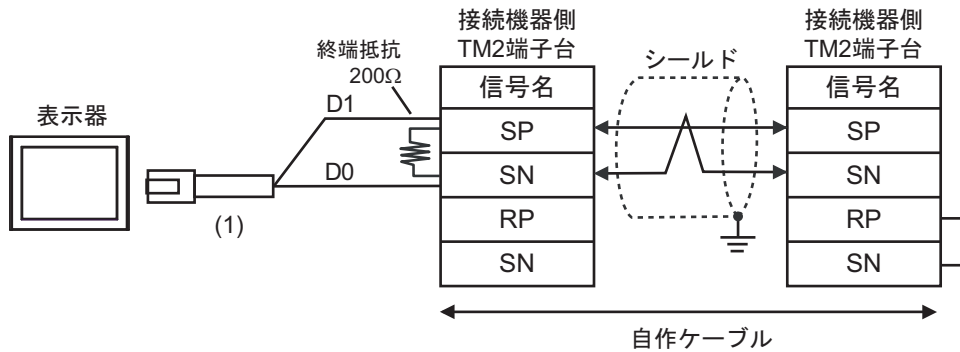 表示器
(1)
D1
D0
終端抵抗
200Ω
接続機器側
TM2端子台
信号名
SP
SN
RP
SN
シールド
接続機器側
TM2端子台
信号名
SP
SN
RP
SN
自作ケーブル